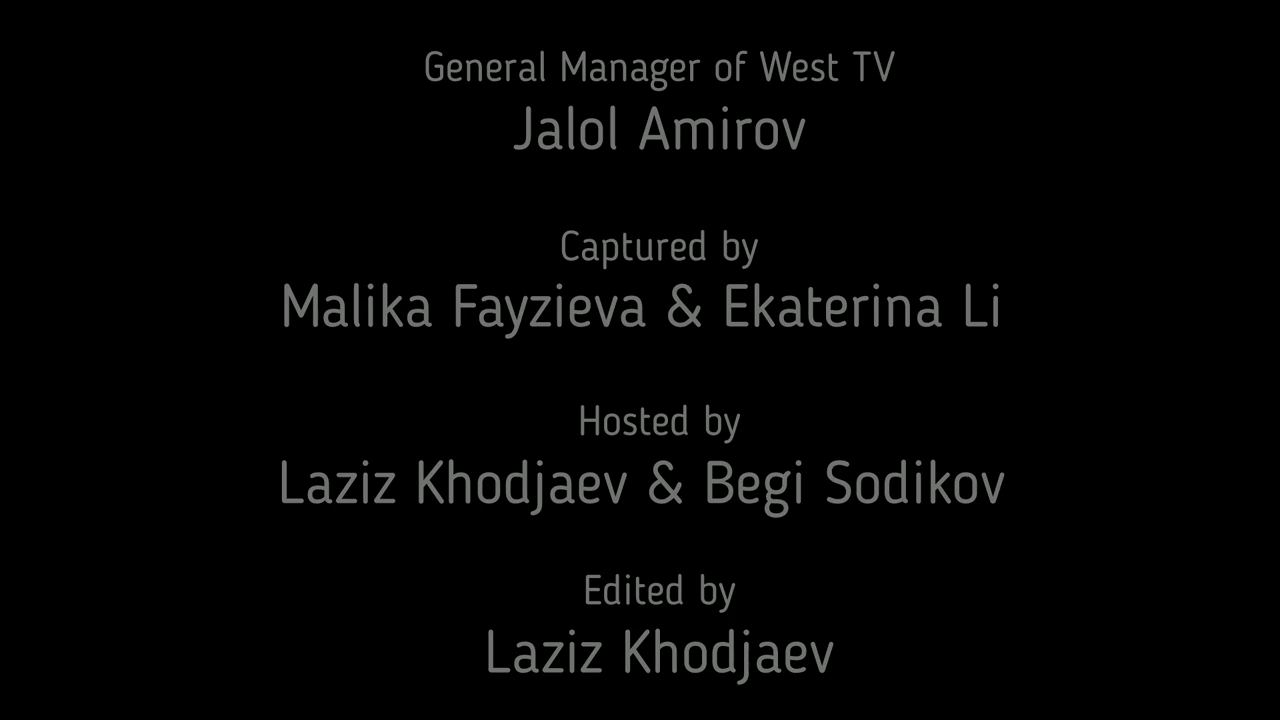 General Manager of West TV
Jalol Amirov
Captured by
Malika Fayzieva & Ekaterina Li
Hosted by
Laziz Khodjaev & Begi Sodikov
Edited by
Laziz Khodjaev